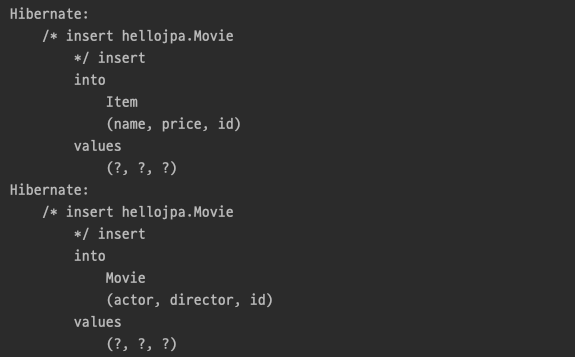 Hibernate:
    /* insert hellojpa.Movie
        */ insert
        into
            Item
            (name, price, id)
        values
            (?, ?, ?)
Hibernate:
    /* insert hellojpa.Movie
        */ insert
        into
            Movie
            (actor, director, id)
        values
            (?, ?, ?)